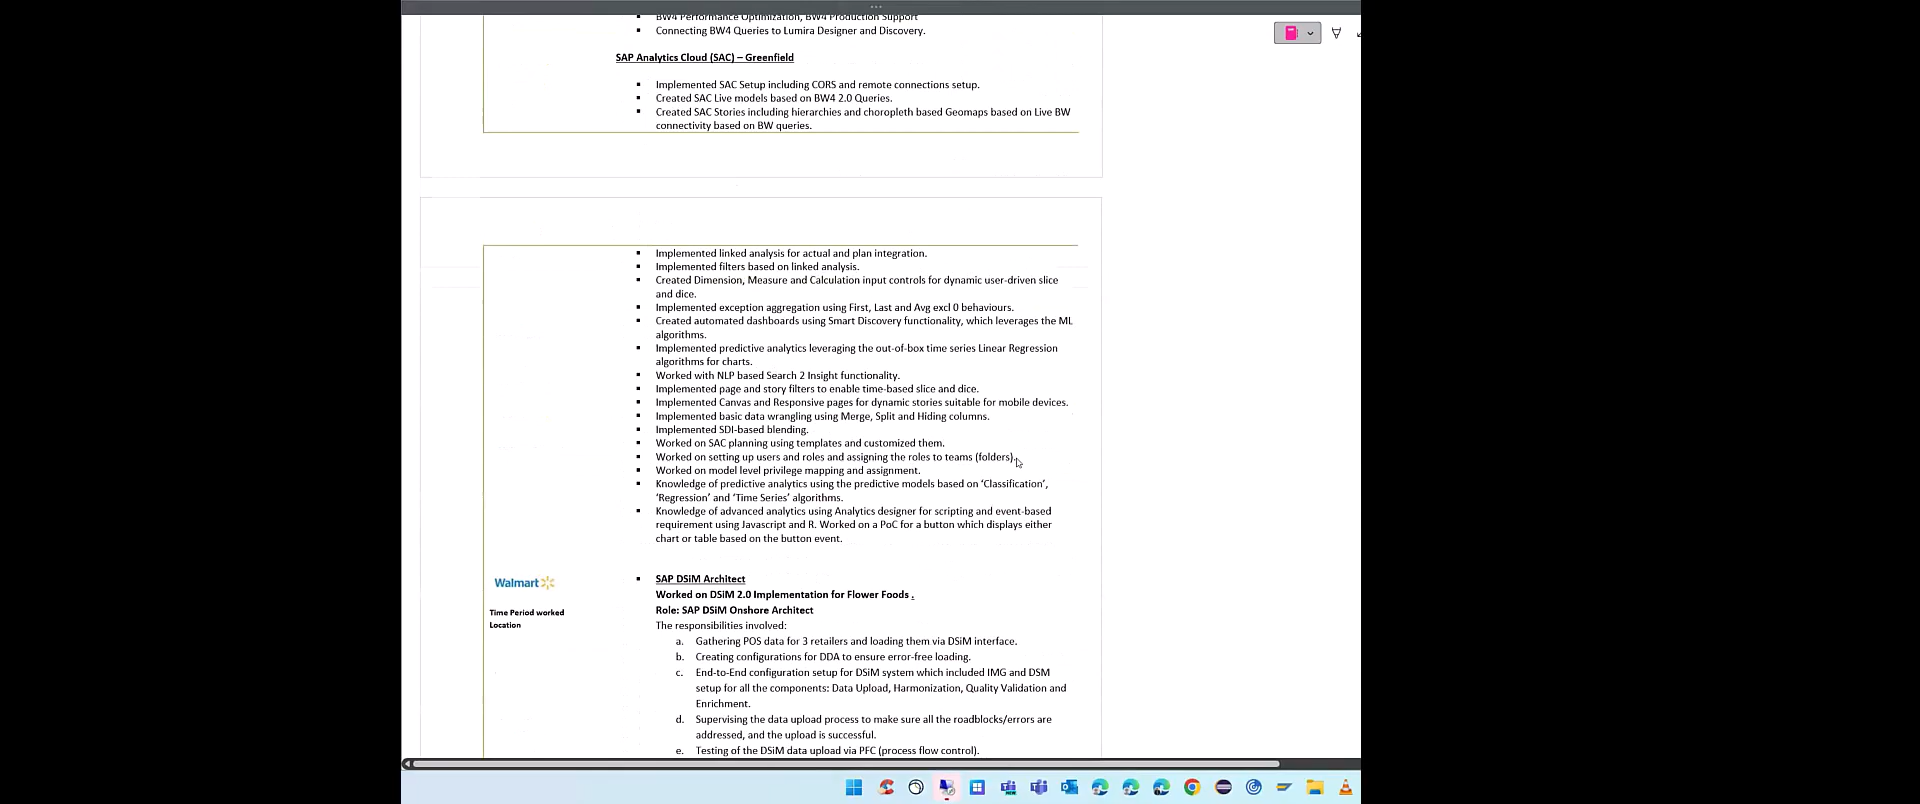 BW4 Performance Optimization, BW4 Production Support
Connecting BW4 Queries to Lumira Designer and Discovery.
SAP Analytics Cloud (SAC) – Greenfield
Implemented SAC Setup including CORS and remote connections setup.
Created SAC Live models based on BW4 2.0 Queries.
Created SAC Stories including hierarchies and choropleth based Geomaps based on Live BW
connectivity based on BW queries.
Implemented linked analysis for actual and plan integration.
Implemented filters based on linked analysis.
Created Dimension, Measure and Calculation input controls for dynamic user-driven slice
and dice.
Implemented exception aggregation using First, Last and Avg excl 0 behaviours.
Created automated dashboards using Smart Discovery functionality, which leverages the ML
algorithms.
Implemented predictive analytics leveraging the out-of-box time series Linear Regression
algorithms for charts.
Worked with NLP based Search 2 Insight functionality.
Implemented page and story filters to enable time-based slice and dice.
Implemented Canvas and Responsive pages for dynamic stories suitable for mobile devices.
Implemented basic data wrangling using Merge, Split and Hiding columns.
Implemented SDI-based blending.
Worked on SAC planning using templates and customized them.
Worked on setting up users and roles and assigning the roles to teams (folders).
Worked on model level privilege mapping and assignment.
Knowledge of predictive analytics using the predictive models based on ‘Classification’,
‘Regression’ and ‘Time Series’ algorithms.
Knowledge of advanced analytics using Analytics designer for scripting and event-based
requirement using Javascript and R. Worked on a PoC for a button which displays either
chart or table based on the button event.
Walmart
Time Period worked
Location
SAP DSiM Architect
Worked on DSiM 2.0 Implementation for Flower Foods .
Role: SAP DSiM Onshore Architect
The responsibilities involved:
a. Gathering POS data for 3 retailers and loading them via DSiM interface.
b. Creating configurations for DDA to ensure error-free loading.
c. End-to-End configuration setup for DSiM system which included IMG and DSM
setup for all the components: Data Upload, Harmonization, Quality Validation and
Enrichment.
d. Supervising the data upload process to make sure all the roadblocks/errors are
addressed, and the upload is successful.
e. Testing of the DSiM data upload via PFC (process flow control).